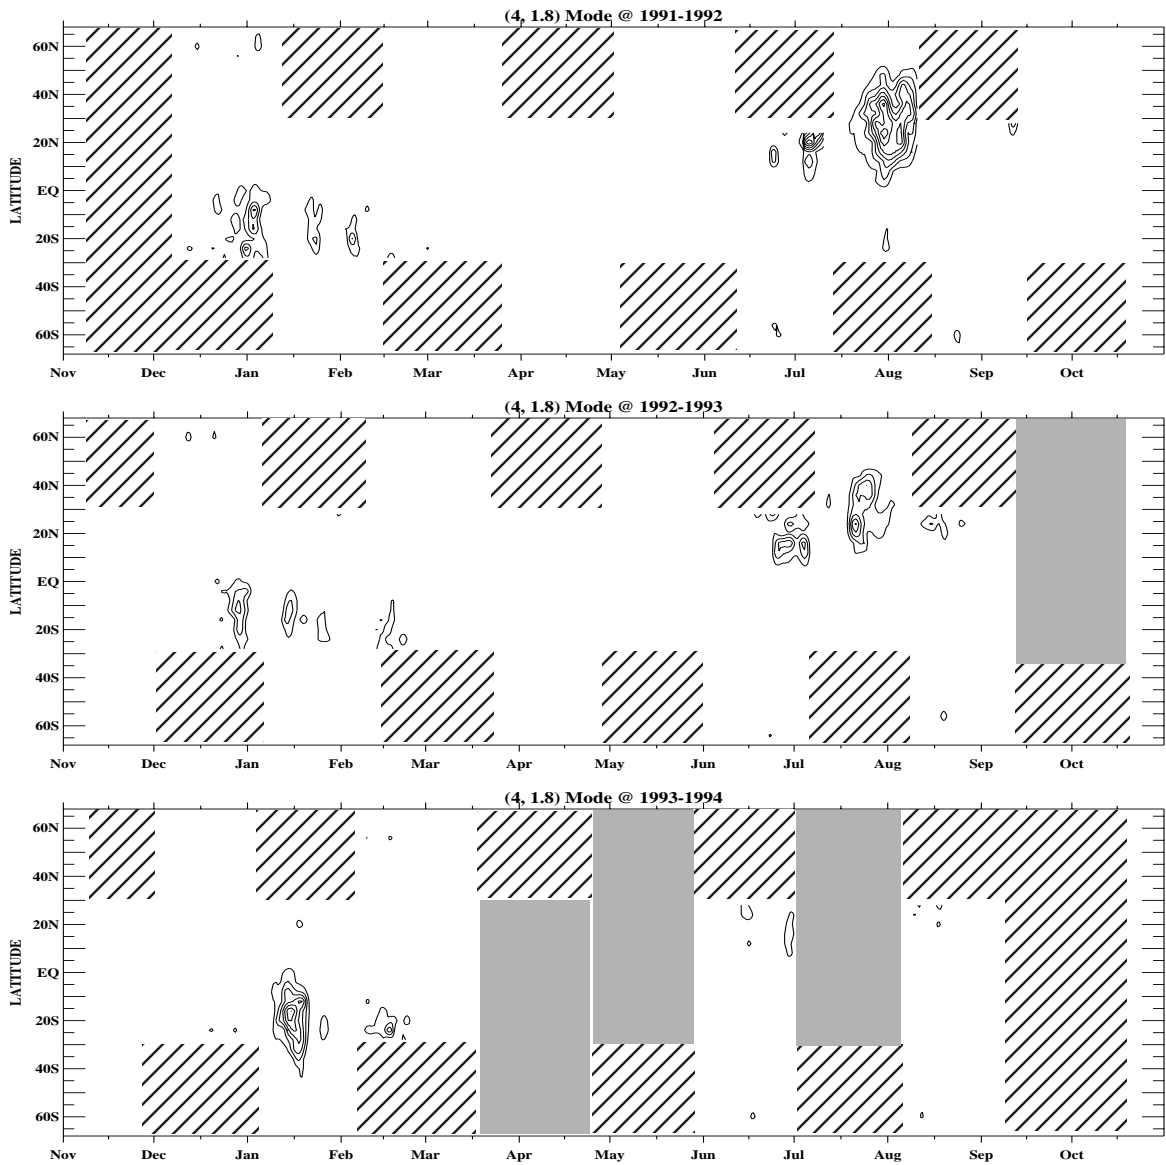 (4, 1.8) Mode @ 1991-1992
60N
40N
20N
EQ
20S
40S
60S
LATITUDE
Nov Dec Jan Feb Mar Apr May Jun Jul Aug Sep Oct
(4, 1.8) Mode @ 1992-1993
60N
40N
20N
EQ
20S
40S
60S
LATITUDE
Nov Dec Jan Feb Mar Apr May Jun Jul Aug Sep Oct
(4, 1.8) Mode @ 1993-1994
60N
40N
20N
EQ
20S
40S
60S
LATITUDE
Nov Dec Jan Feb Mar Apr May Jun Jul Aug Sep Oct